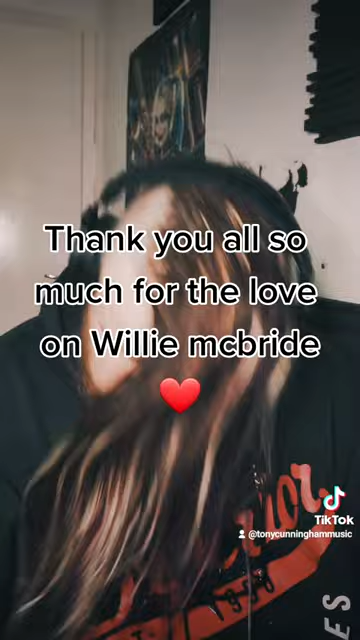 Thank you all so
much for the love
on Willie mcbride
❤️
TikTok
@tonycunninghammusic